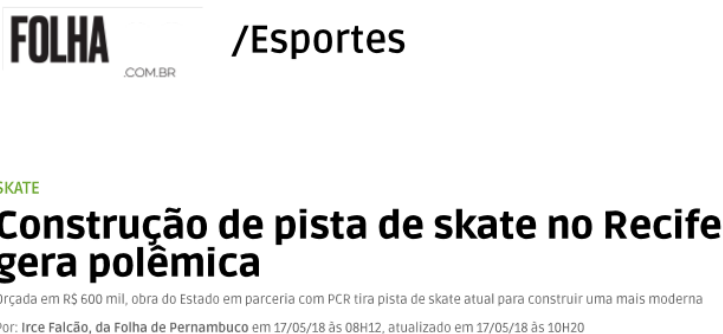 FOLHA
.COM.BR
/Esportes
SKATE
Construção de pista de skate no Recife
gera polêmica
Orçada em R$ 600 mil, obra do Estado em parceria com PCR tira pista de skate atual para construir uma mais moderna
Por: Irce Falcão, da Folha de Pernambuco em 17/05/18 às 08H12, atualizado em 17/05/18 às 10H20